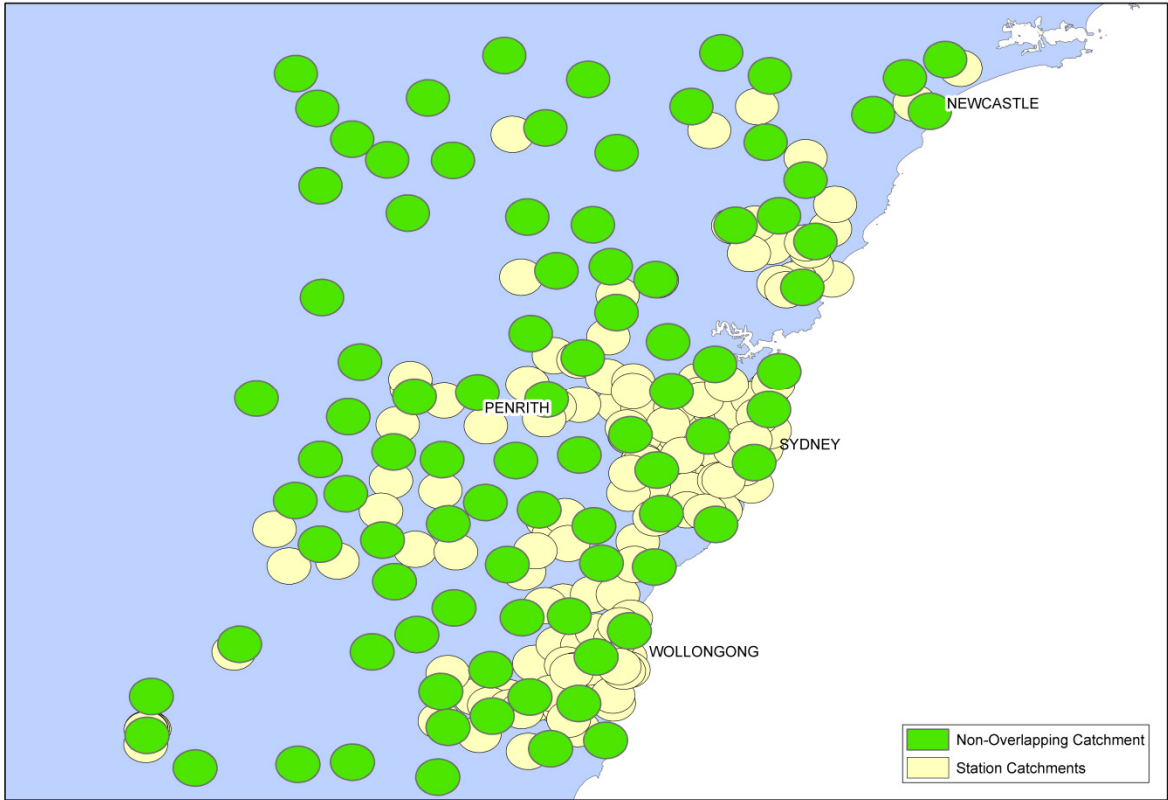 NEWCASTLE
PENRITH
SYDNEY
WOLLONGONG
Non-Overlapping Catchment
Station Catchments